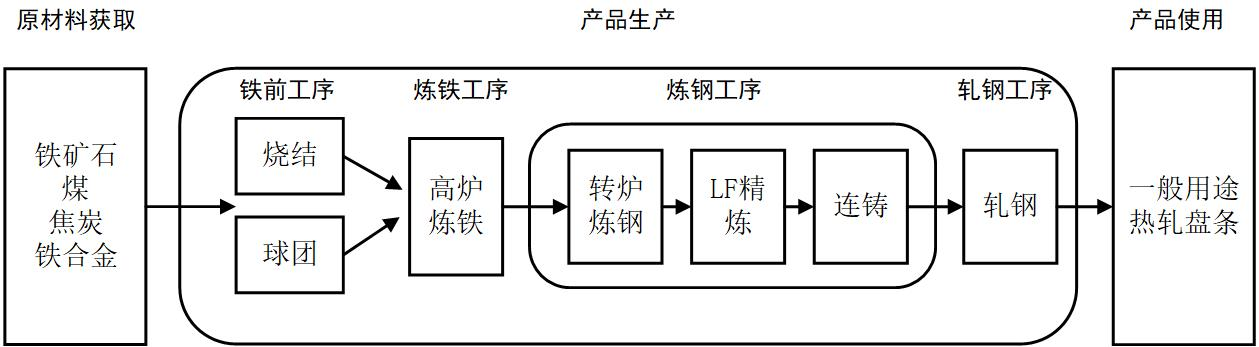 原材料获取
产品生产
产品使用
铁前工序
炼铁工序
炼钢工序
轧钢工序
铁矿石
煤
焦炭
铁合金
烧结
球团
高炉
炼铁
转炉
炼钢
LF精
炼
连铸
轧钢
一般用途
热轧盘条